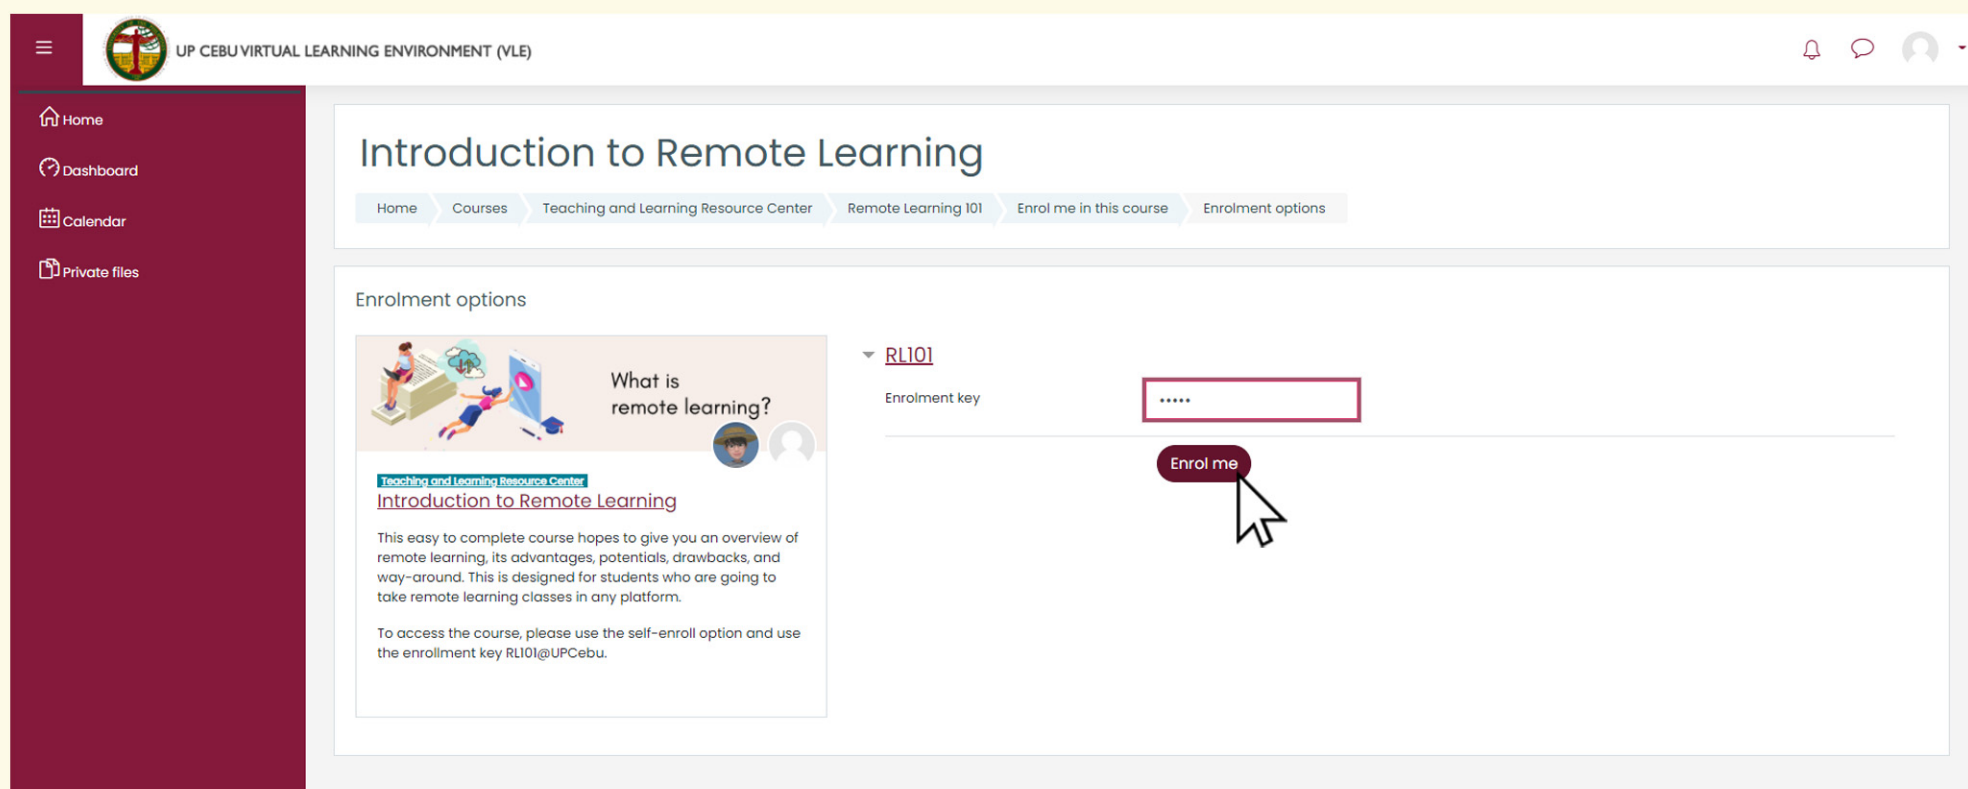 UP CEBU VIRTUAL LEARNING ENVIRONMENT (VLE)
Home
Dashboard
Calendar
Private files
Introduction to Remote Learning
Home Courses Teaching and Learning Resource Center Remote Learning 101 Enrol me in this course Enrolment options
Enrolment options
What is
remote learning?
Teaching and Learning Resource Center
Introduction to Remote Learning
This easy to complete course hopes to give you an overview of
remote learning, its advantages, potentials, drawbacks, and
way-around. This is designed for students who are going to
take remote learning classes in any platform.
To access the course, please use the self-enroll option and use
the enrollment key RL101@UPCebu.
RL101
Enrolment key
•••••
Enrol me